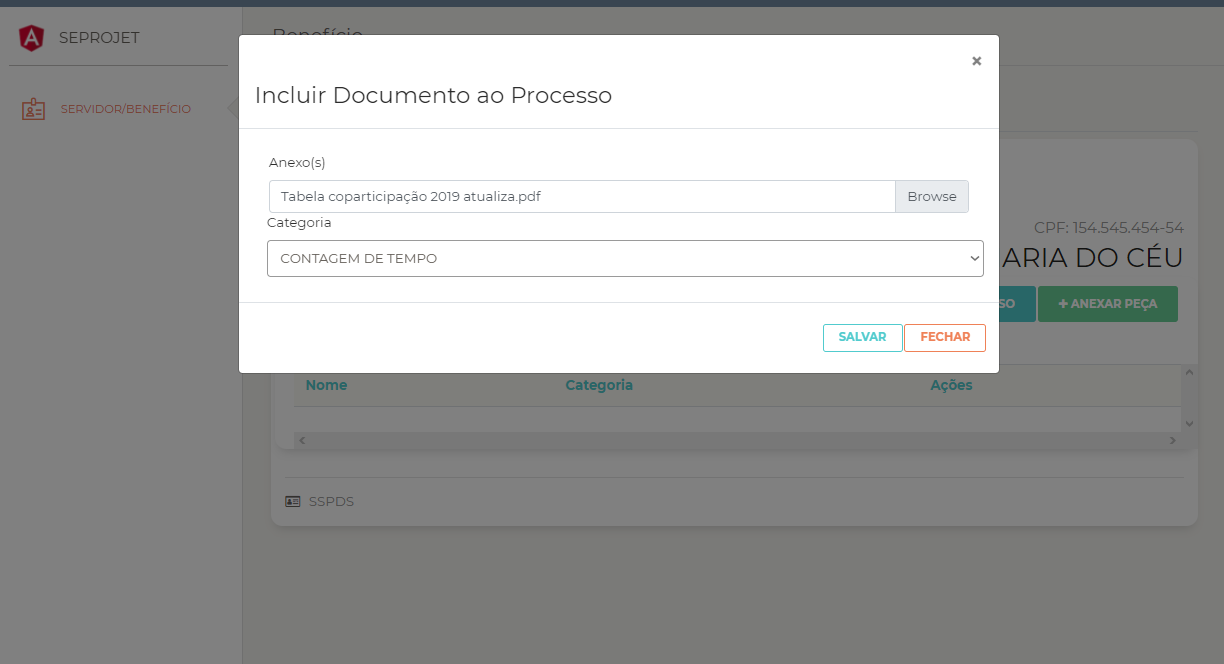 SEPROJET
SERVIDOR/BENEFÍCIO
Benefício
×
Incluir Documento ao Processo
Anexo(s)
Tabela coparticipação 2019 atualiza.pdf
Browse
Categoria
CONTAGEM DE TEMPO
SALVAR
FECHAR
CPF: 154.545.454-54
ARIA DO CÉU
SO
+ ANEXAR PEÇA
Nome Categoria Ações
SSPDS